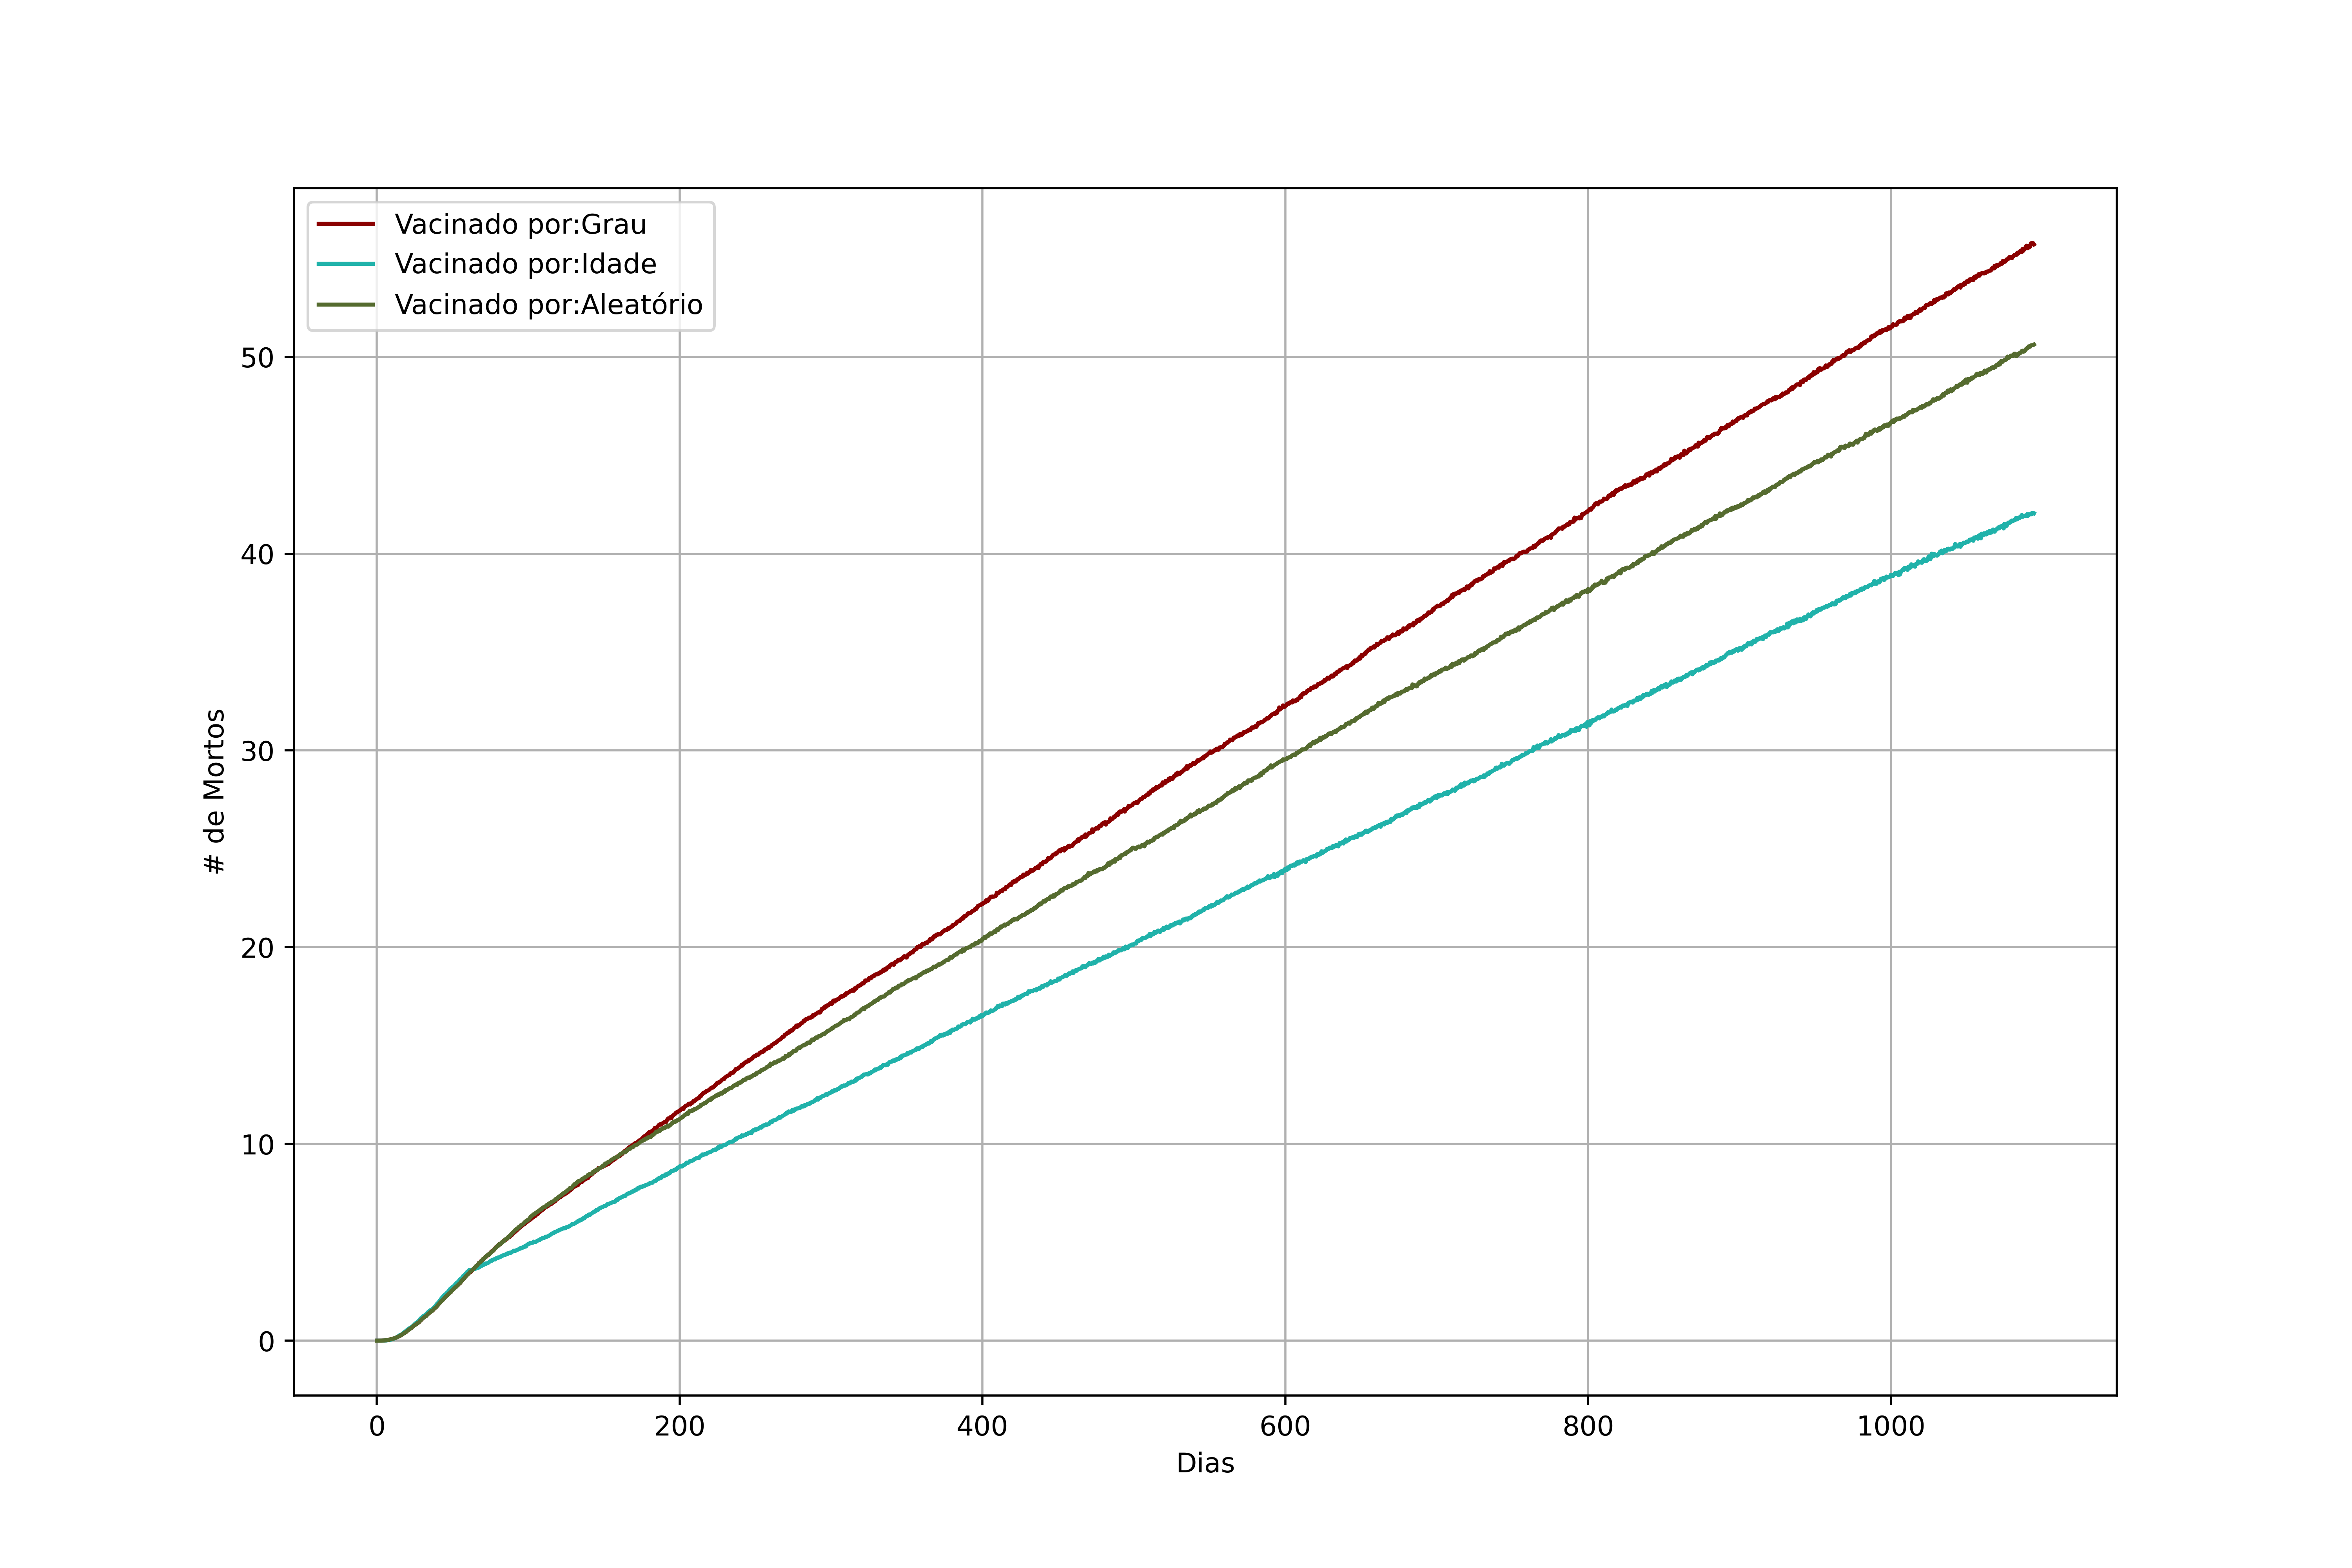 Vacinado por:Grau
Vacinado por:Idade
Vacinado por:Aleatório
50
40
30
20
10
0
# de Mortos
0 200 400 600 800 1000
Dias